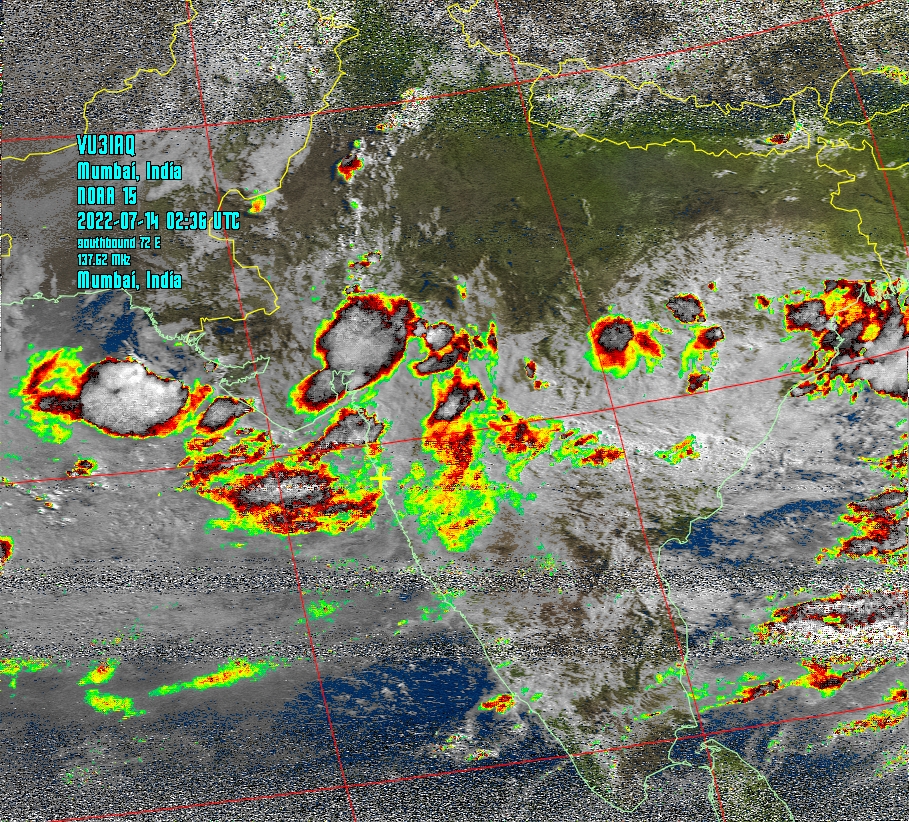 VU3IAQ
Mumbai, India
NOAA 15
2022-07-14 02:36 UTC
southbound 72 E
137.62 MHz
Mumbai, India